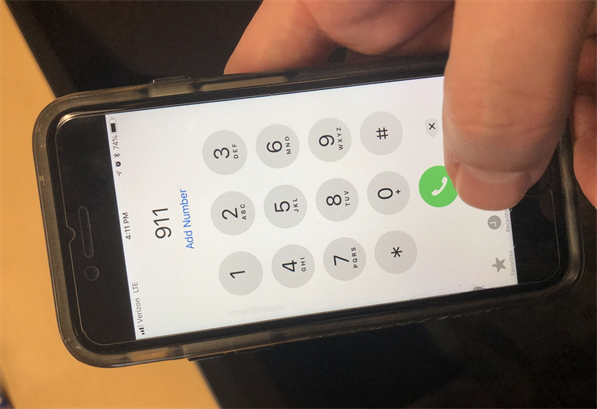 Verizon LTE 4:11 PM 74%
911
Add Number
1 2 3
ABC DEF
4 5 6
GHI JKL MNO
7 8 9
PQRS TUV WXYZ
* 0 #
+
Favorites